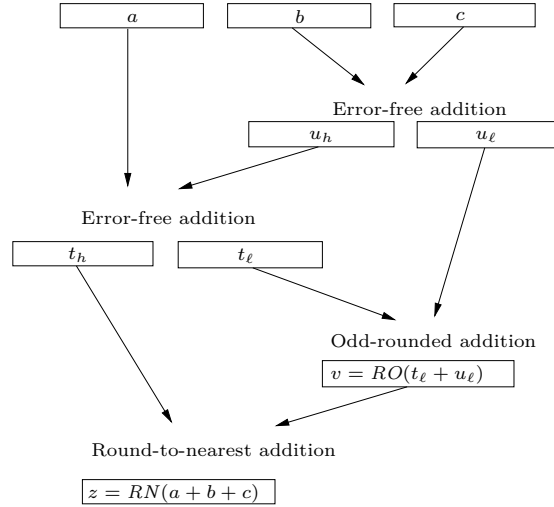 a b c
Error-free addition
u_h u_ℓ
Error-free addition
t_h t_ℓ
Odd-rounded addition
v = RO(t_ℓ + u_ℓ)
Round-to-nearest addition
z = RN(a + b + c)